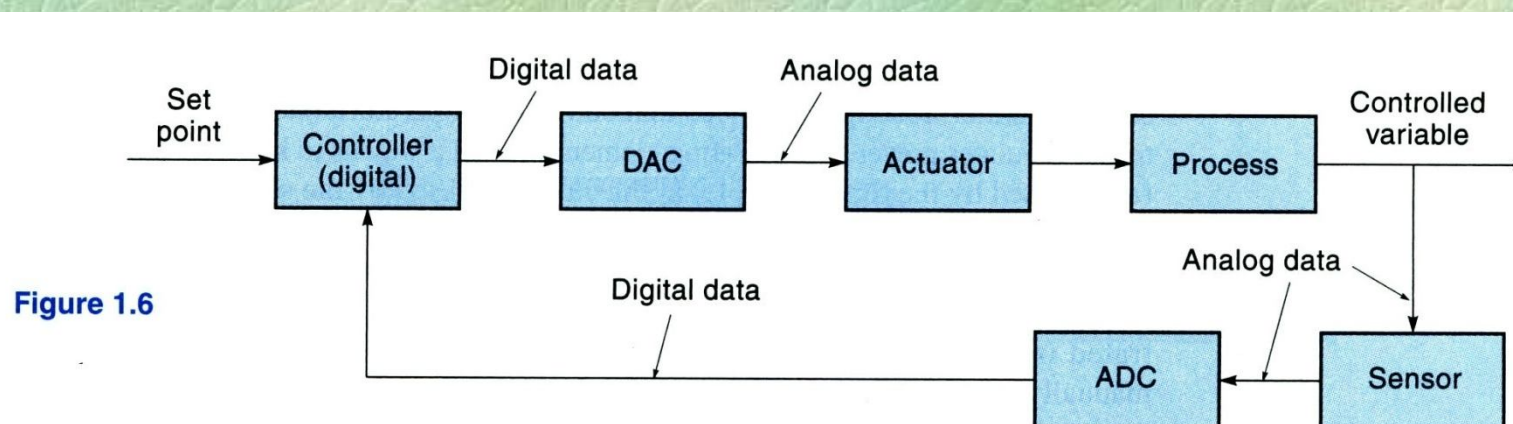 Digital data
Analog data
Set
point
Controlled
variable
Controller
(digital)
DAC
Actuator
Process
Analog data
Digital data
Figure 1.6
ADC
Sensor